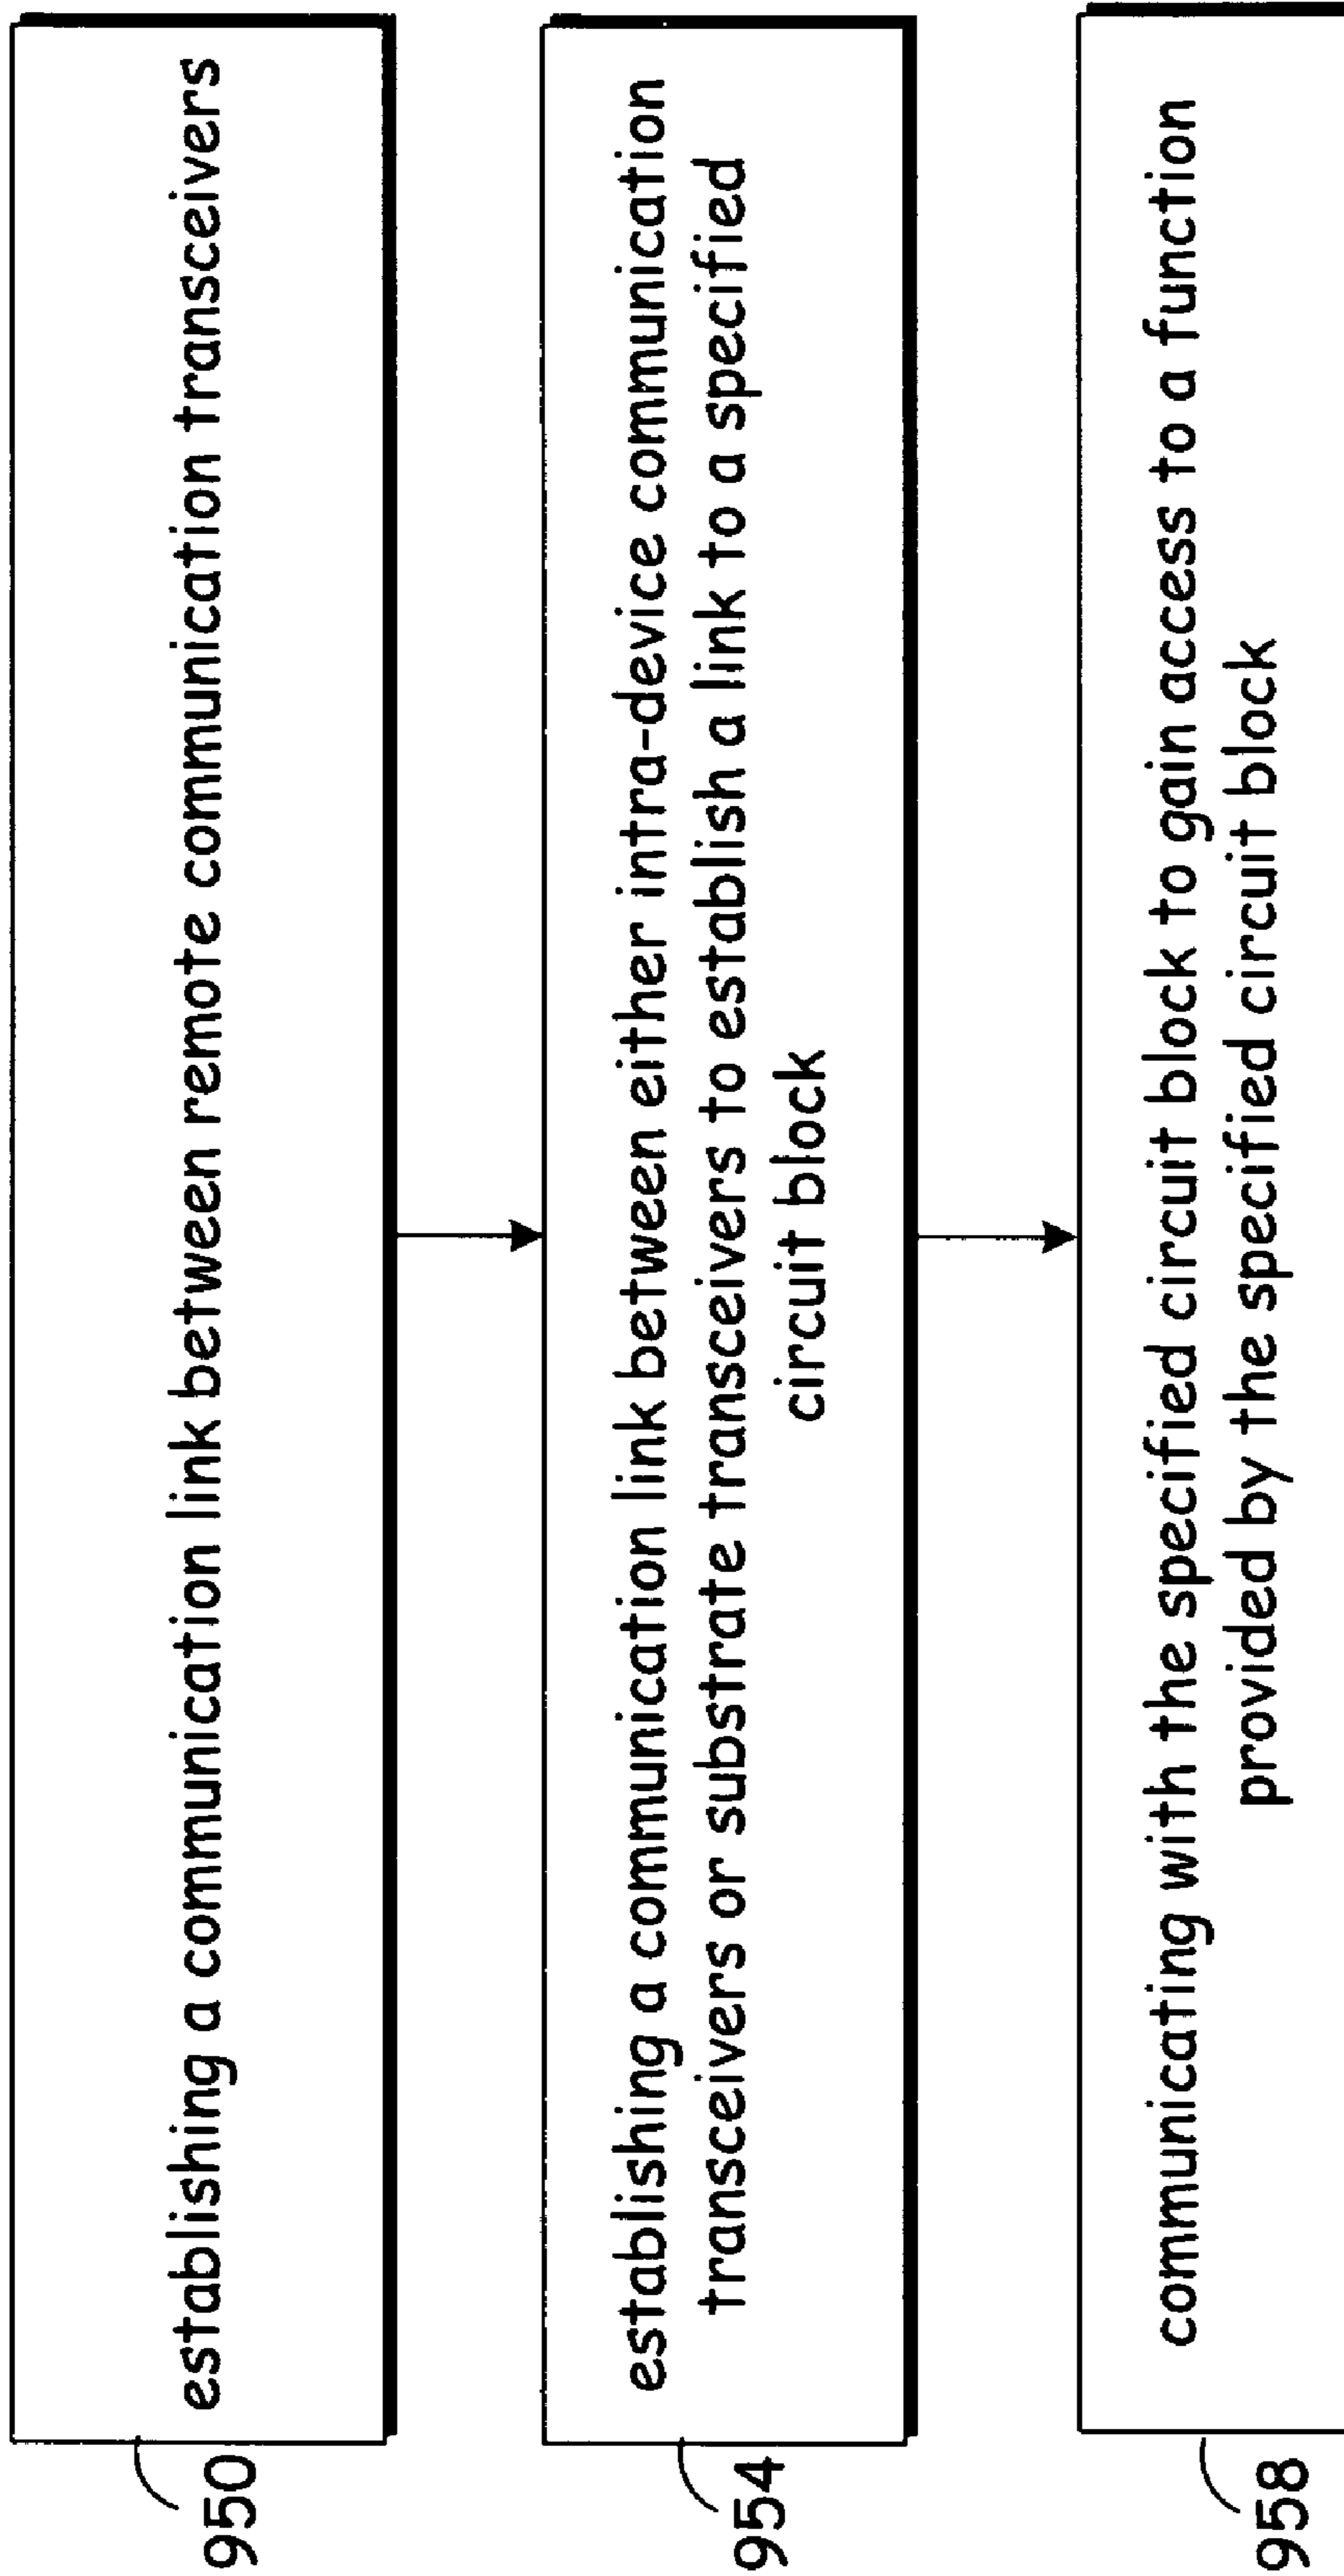 establishing a communication link between remote communication transceivers
950
establishing a communication link between either intra-device communication
transceivers or substrate transceivers to establish a link to a specified
circuit block
954
communicating with the specified circuit block to gain access to a function
provided by the specified circuit block
958